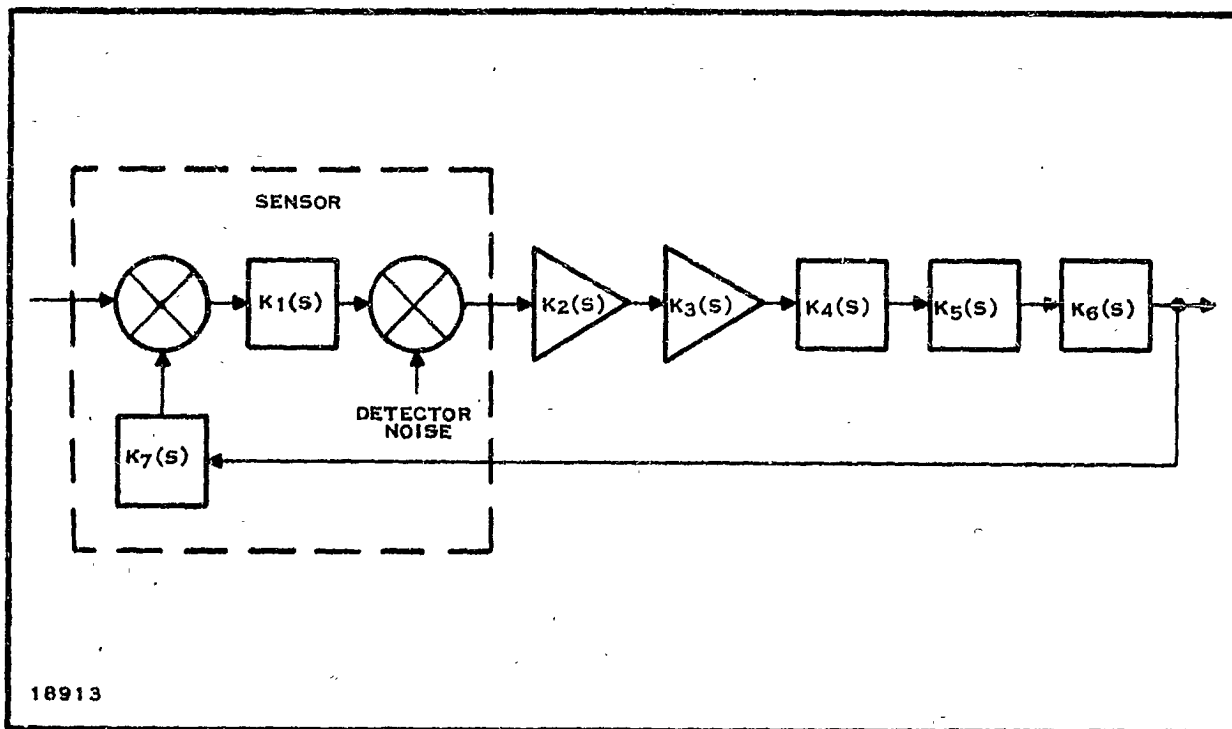 SENSOR
K1(S)
K2(S)
K3(S)
K4(S)
K5(S)
K6(S)
DETECTOR
NOISE
K7(S)
18913